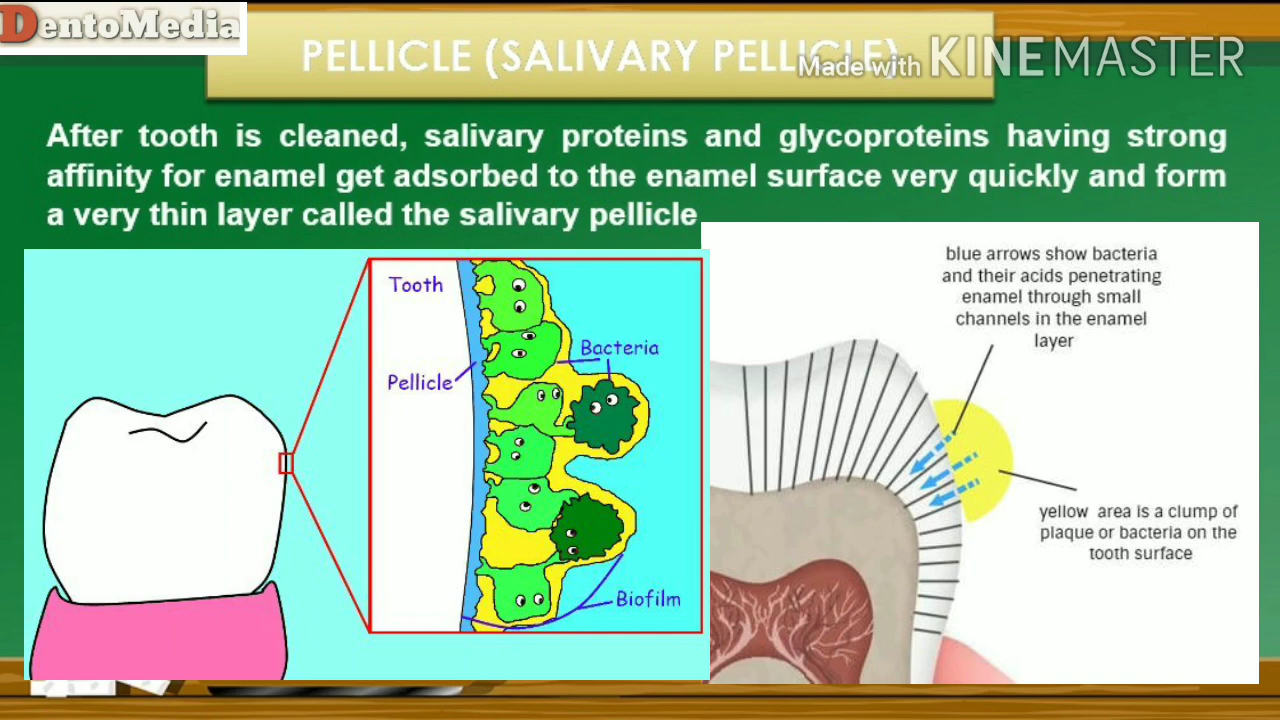 DentoMedia
PELLICLE (SALIVARY PELLICLE)
Made with KINEMASTER
After tooth is cleaned, salivary proteins and glycoproteins having strong
affinity for enamel get adsorbed to the enamel surface very quickly and form
a very thin layer called the salivary pellicle
Tooth
Bacteria
Pellicle
Biofilm
blue arrows show bacteria
and their acids penetrating
enamel through small
channels in the enamel
layer
yellow area is a clump of
plaque or bacteria on the
tooth surface